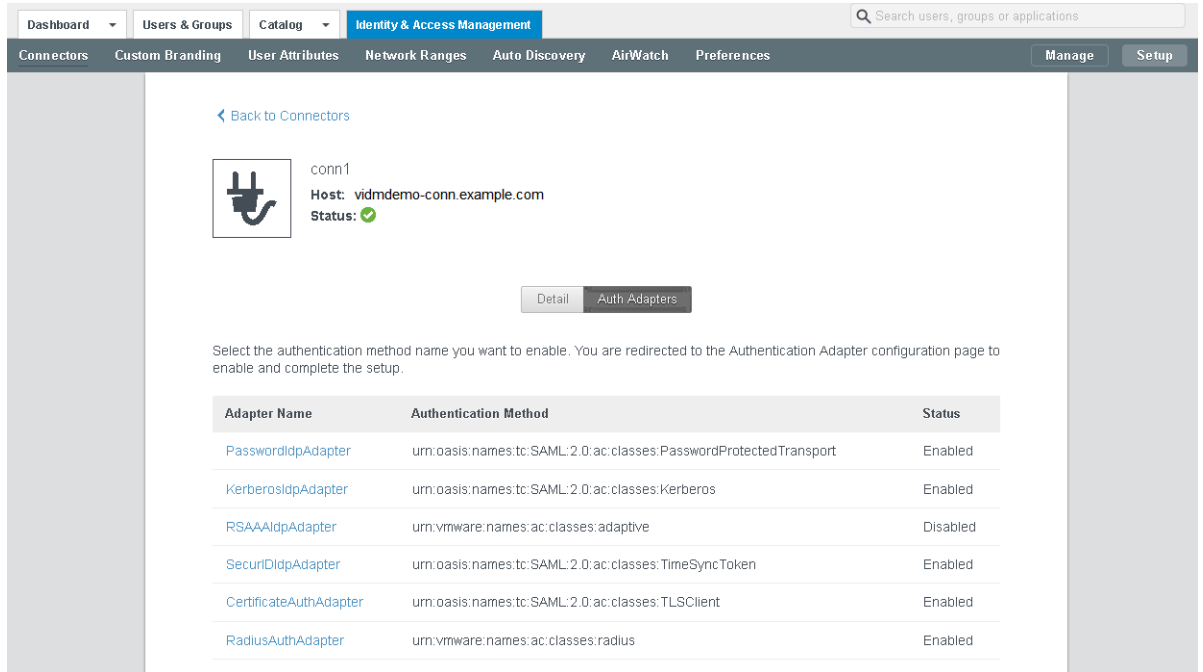 Dashboard Users & Groups Catalog Identity & Access Management Search users, groups or applications
Connectors Custom Branding User Attributes Network Ranges Auto Discovery AirWatch Preferences Manage Setup
Back to Connectors
conn1
Host: vidmdemo-conn.example.com
Status:
Detail Auth Adapters
Select the authentication method name you want to enable. You are redirected to the Authentication Adapter configuration page to
enable and complete the setup.
Adapter Name Authentication Method Status
PasswordIdpAdapter urn:oasis:names:tc:SAML:2.0:ac:classes:PasswordProtectedTransport Enabled
KerberosIdpAdapter urn:oasis:names:tc:SAML:2.0:ac:classes:Kerberos Enabled
RSAAAIdpAdapter urn:vmware:names:ac:classes:adaptive Disabled
SecurIDIdpAdapter urn:oasis:names:tc:SAML:2.0:ac:classes:TimeSyncToken Enabled
CertificateAuthAdapter urn:oasis:names:tc:SAML:2.0:ac:classes:TLSClient Enabled
RadiusAuthAdapter urn:vmware:names:ac:classes:radius Enabled